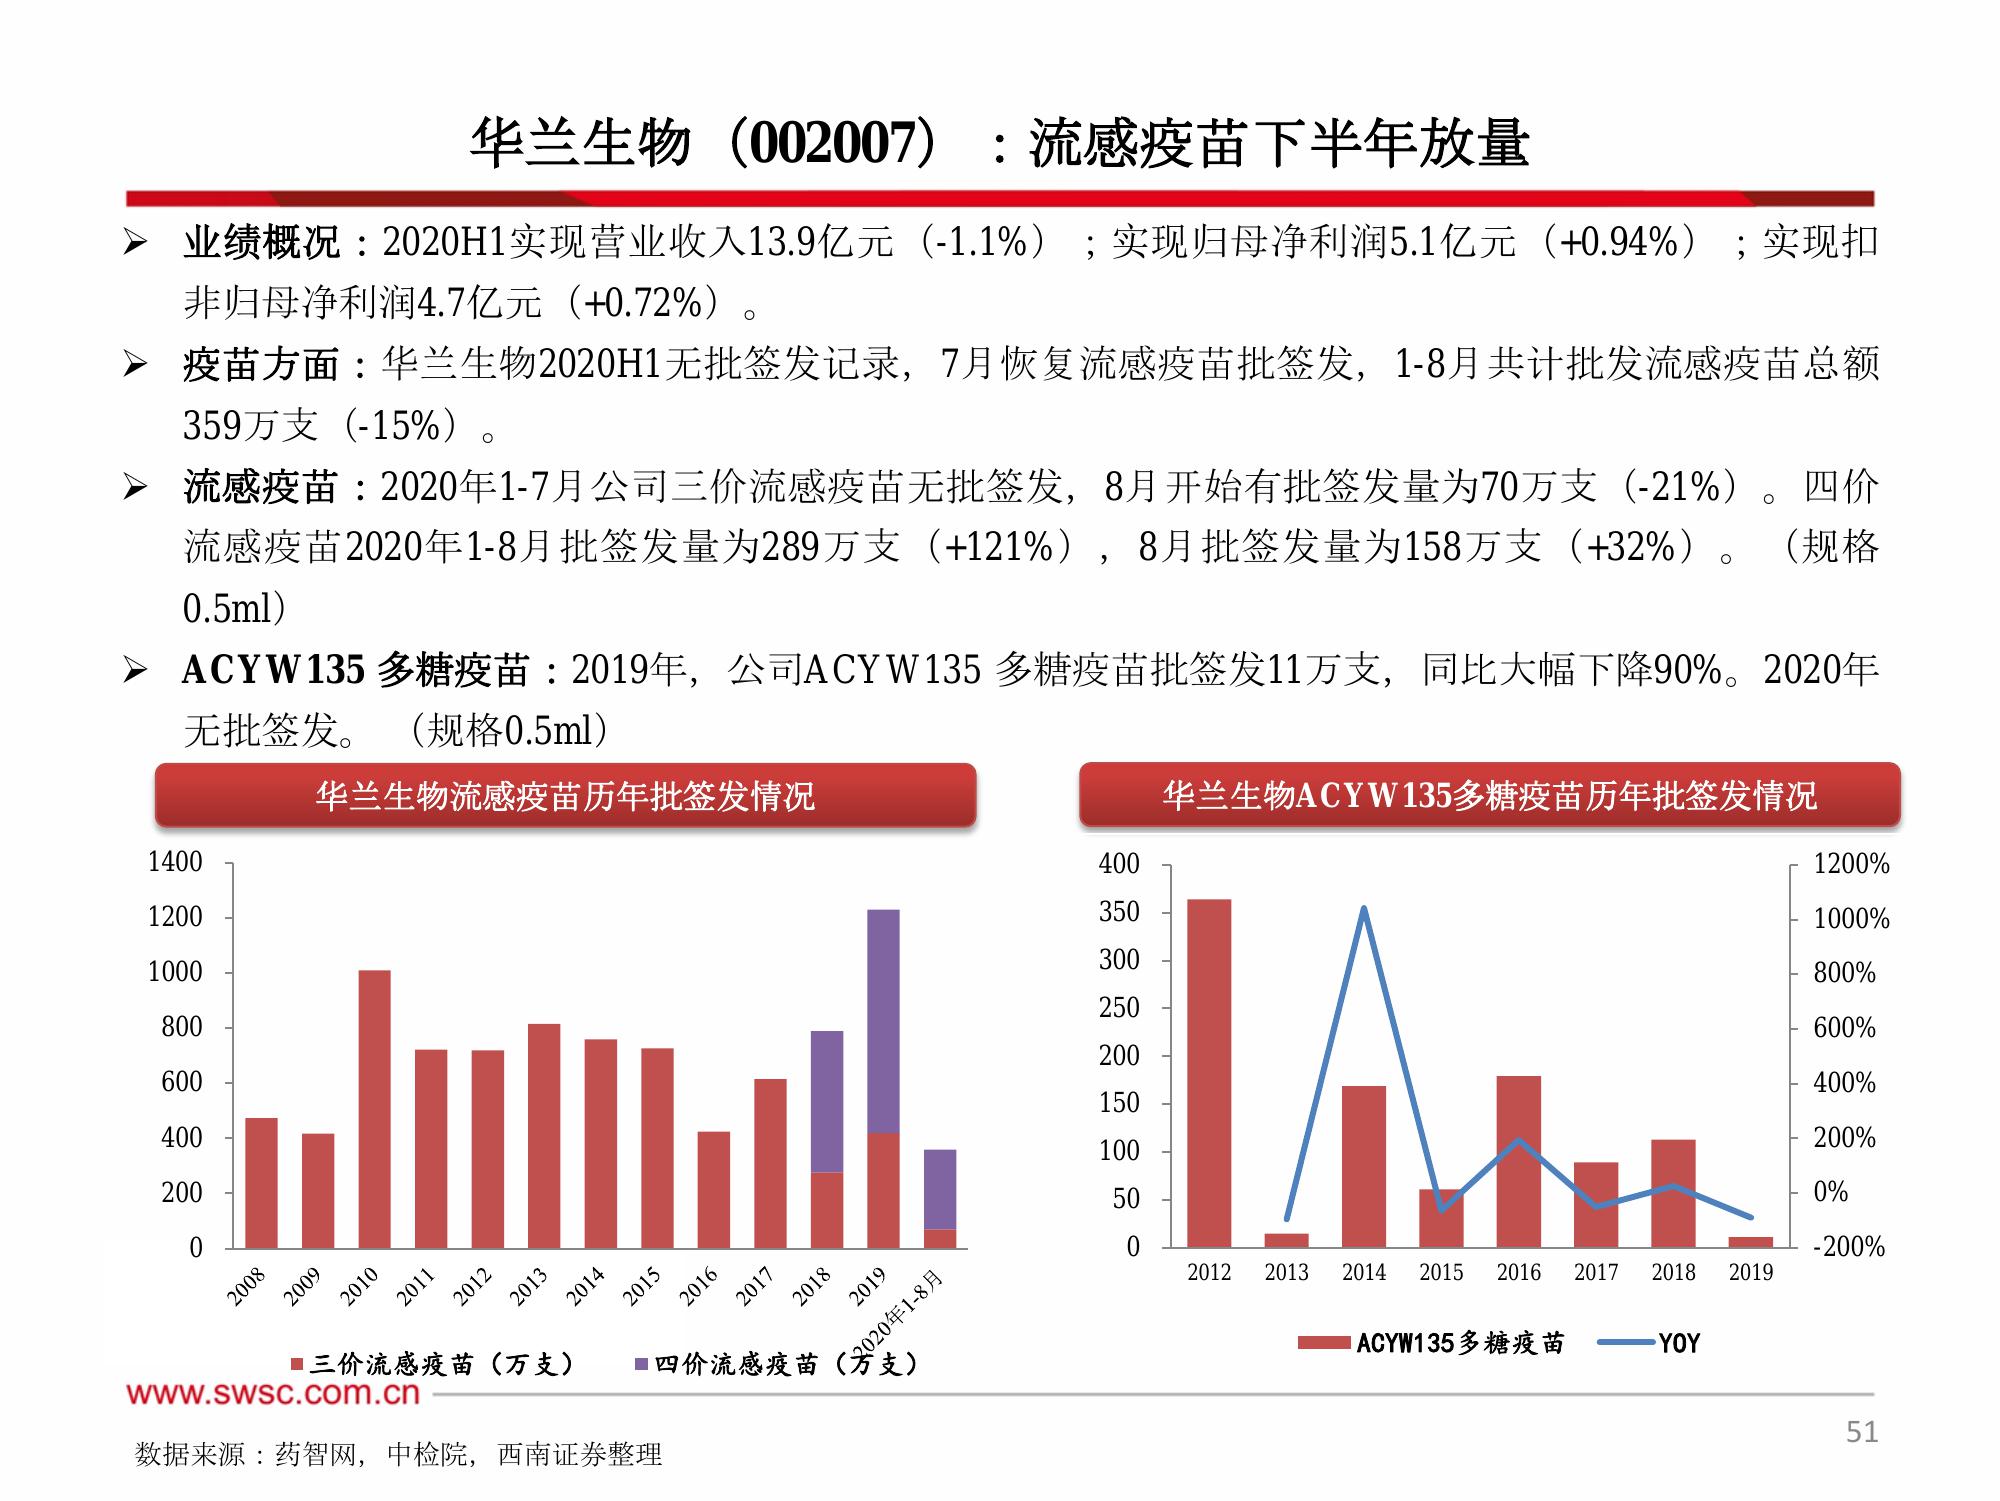 华兰生物（002007）：流感疫苗下半年放量
➢ 业绩概况：2020H1实现营业收入13.9亿元（-1.1%）；实现归母净利润5.1亿元（+0.94%）；实现扣
非归母净利润4.7亿元（+0.72%）。
➢ 疫苗方面：华兰生物2020H1无批签发记录，7月恢复流感疫苗批签发，1-8月共计批发流感疫苗总额
359万支（-15%）。
➢ 流感疫苗：2020年1-7月公司三价流感疫苗无批签发，8月开始有批签发量为70万支（-21%）。四价
流感疫苗2020年1-8月批签发量为289万支（+121%），8月批签发量为158万支（+32%）。（规格
0.5ml）
➢ ACYW135 多糖疫苗：2019年，公司ACYW135 多糖疫苗批签发11万支，同比大幅下降90%。2020年
无批签发。（规格0.5ml）
华兰生物流感疫苗历年批签发情况
1400
1200
1000
800
600
400
200
0
2008 2009 2010 2011 2012 2013 2014 2015 2016 2017 2018 2019 2020年1-8月
三价流感疫苗（万支） 四价流感疫苗（万支）
华兰生物ACYW135多糖疫苗历年批签发情况
400
350
300
250
200
150
100
50
0
1200%
1000%
800%
600%
400%
200%
0%
-200%
2012 2013 2014 2015 2016 2017 2018 2019
ACYW135多糖疫苗 YOY
www.swsc.com.cn
51
数据来源：药智网，中检院，西南证券整理